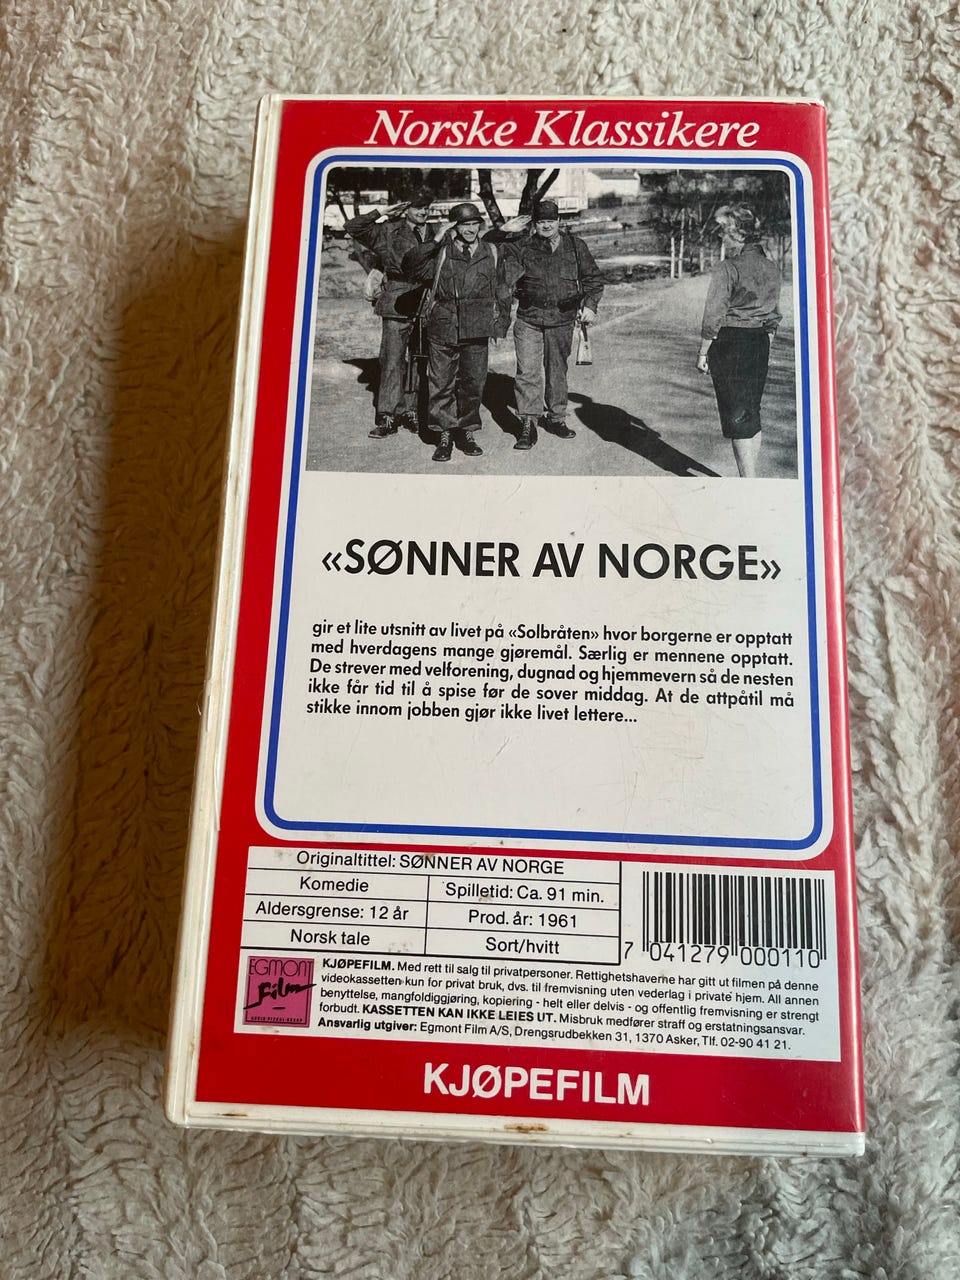 Norske Klassikere
«SØNNER AV NORGE»
gir et lite utsnitt av livet på «Solbråten» hvor borgerne er opptatt
med hverdagens mange gjøremål. Særlig er mennene opptatt.
De strever med velforening, dugnad og hjemmevern så de nesten
ikke får tid til å spise før de sover middag. At de attpåtil må
stikke innom jobben gjør ikke livet lettere...
Originaltittel: SØNNER AV NORGE
Komedie
Spilletid: Ca. 91 min.
Aldersgrense: 12 år
Prod. år: 1961
Norsk tale
Sort/hvitt
7 041279 000110
EGMONT
Film
KJØPEFILM. Med rett til salg til privatpersoner. Rettighetshaverne har gitt ut filmen på denne
videokassetten kun for privat bruk, dvs. til fremvisning uten vederlag i private hjem. All annen
benyttelse, mangfoldiggjøring, kopiering - helt eller delvis - og offentlig fremvisning er strengt
forbudt. KASSETTEN KAN IKKE LEIES UT. Misbruk medfører straff og erstatningsansvar.
Ansvarlig utgiver: Egmont Film A/S, Drengsrudbekken 31, 1370 Asker, Tlf. 02-90 41 21.
KJØPEFILM